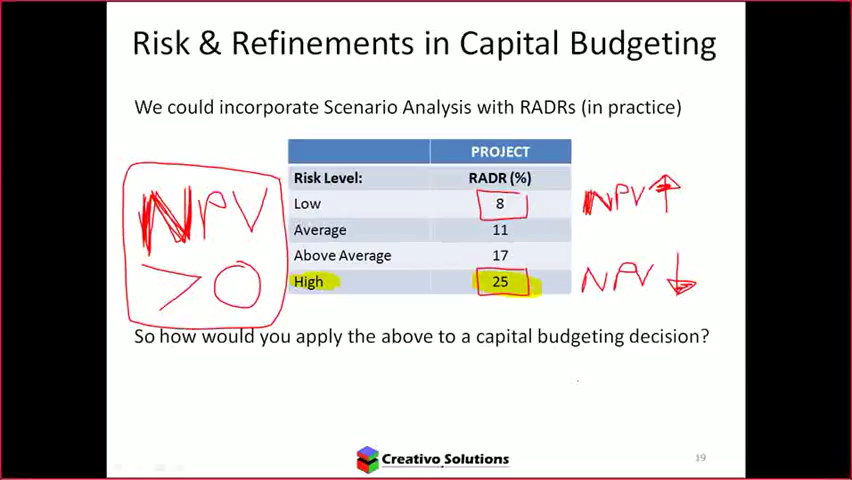 Risk & Refinements in Capital Budgeting
We could incorporate Scenario Analysis with RADRs (in practice)
PROJECT
Risk Level: RADR (%)
Low 8
Average 11
Above Average 17
High 25
NPV
>0
NPV ↑
NPV ↓
So how would you apply the above to a capital budgeting decision?
Creativo Solutions
19